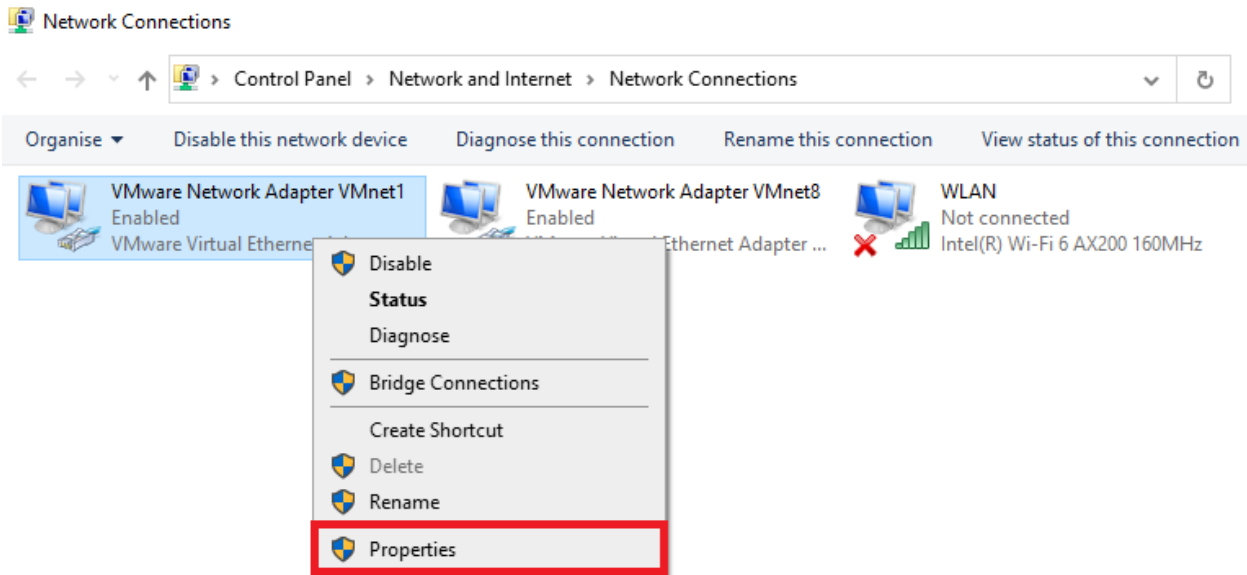 Network Connections
Control Panel > Network and Internet > Network Connections
Organise Disable this network device Diagnose this connection Rename this connection View status of this connection
VMware Network Adapter VMnet1
Enabled
VMware Virtual Ethernet
VMware Network Adapter VMnet8
Enabled
Ethernet Adapter ...
WLAN
Not connected
Intel(R) Wi-Fi 6 AX200 160MHz
Disable
Status
Diagnose
Bridge Connections
Create Shortcut
Delete
Rename
Properties